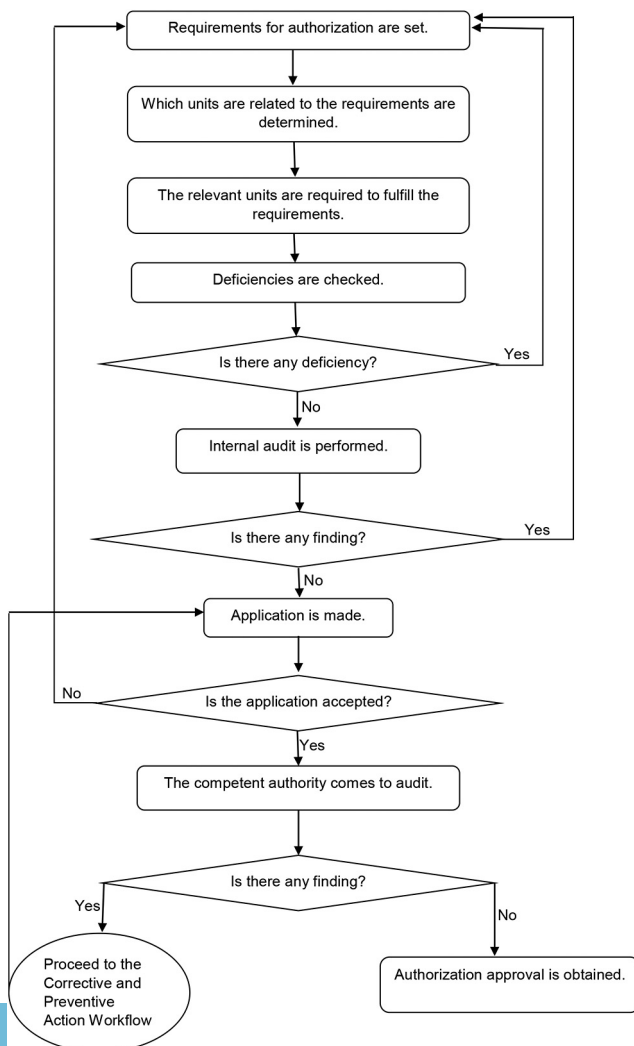 Requirements for authorization are set.
Which units are related to the requirements are
determined.
The relevant units are required to fulfill the
requirements.
Deficiencies are checked.
Is there any deficiency?
Yes
No
Internal audit is performed.
Is there any finding?
Yes
No
Application is made.
Is the application accepted?
No
Yes
The competent authority comes to audit.
Is there any finding?
Yes
No
Proceed to the
Corrective and
Preventive
Action Workflow
Authorization approval is obtained.